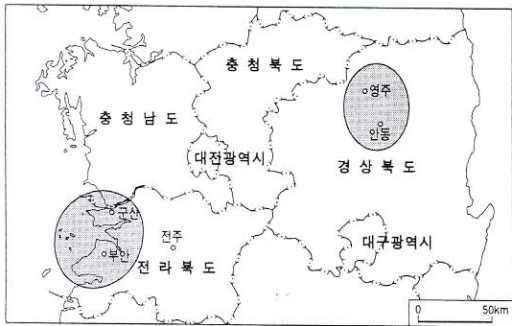 충청북도
영주
충청남도
안동
대전광역시
경상북도
구산
전주
대구광역시
부안
전라북도
0 50km